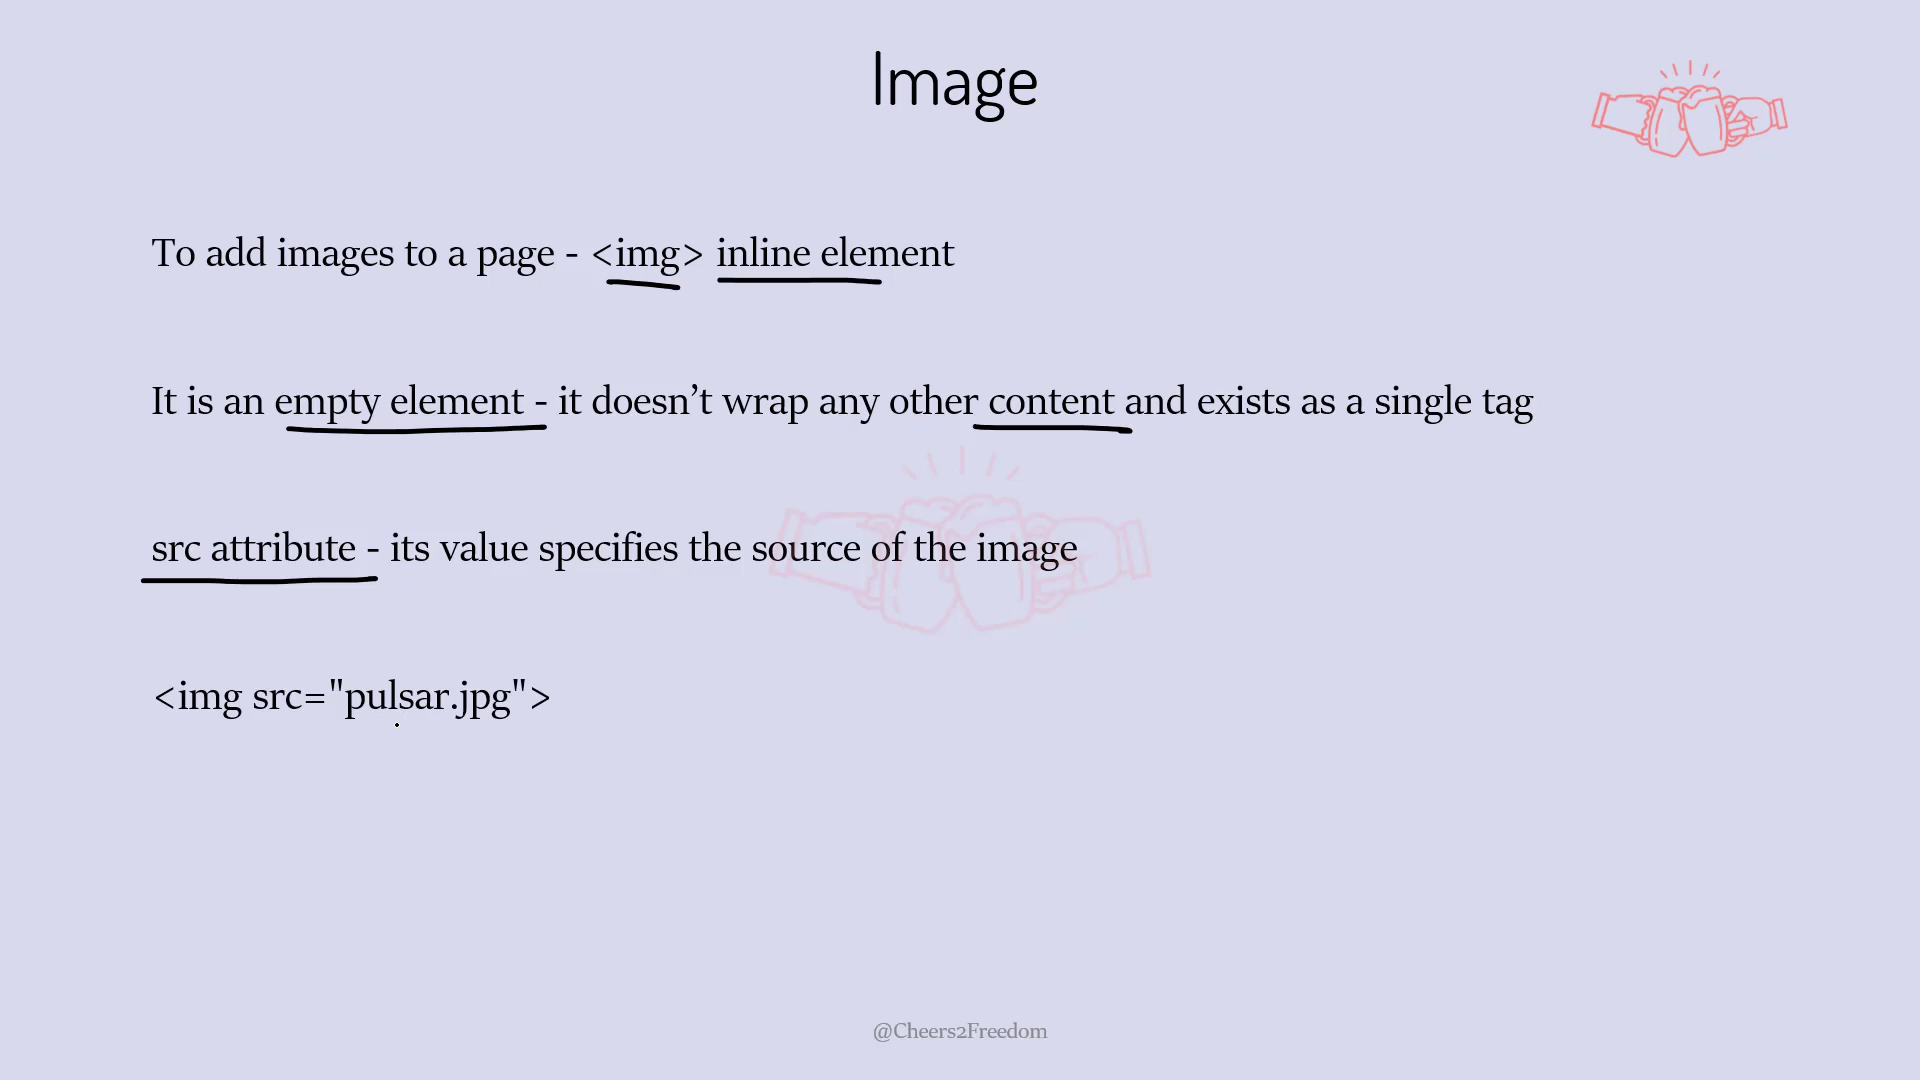 Image
To add images to a page - <img> inline element
It is an empty element - it doesn’t wrap any other content and exists as a single tag
src attribute - its value specifies the source of the image
<img src="pulsar.jpg">
@Cheers2Freedom